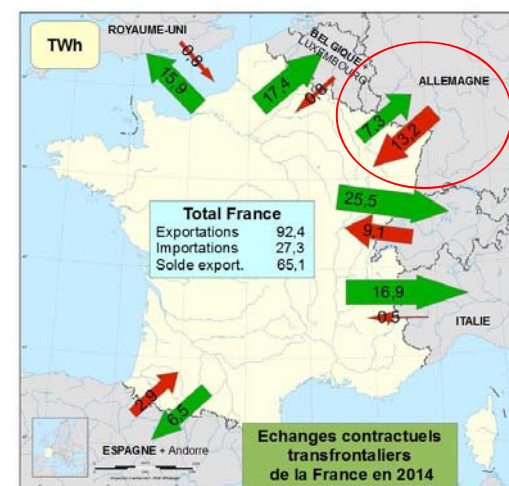 TWh
ROYAUME-UNI
0,8
15,9
BELGIQUE +
LUXEMBOURG
17,4
0,8
ALLEMAGNE
7,3
13,2
25,5
9,1
Total France
Exportations 92,4
Importations 27,3
Solde export. 65,1
16,9
0,5
ITALIE
2,9
6,5
ESPAGNE + Andorre
Echanges contractuels
transfrontaliers
de la France en 2014